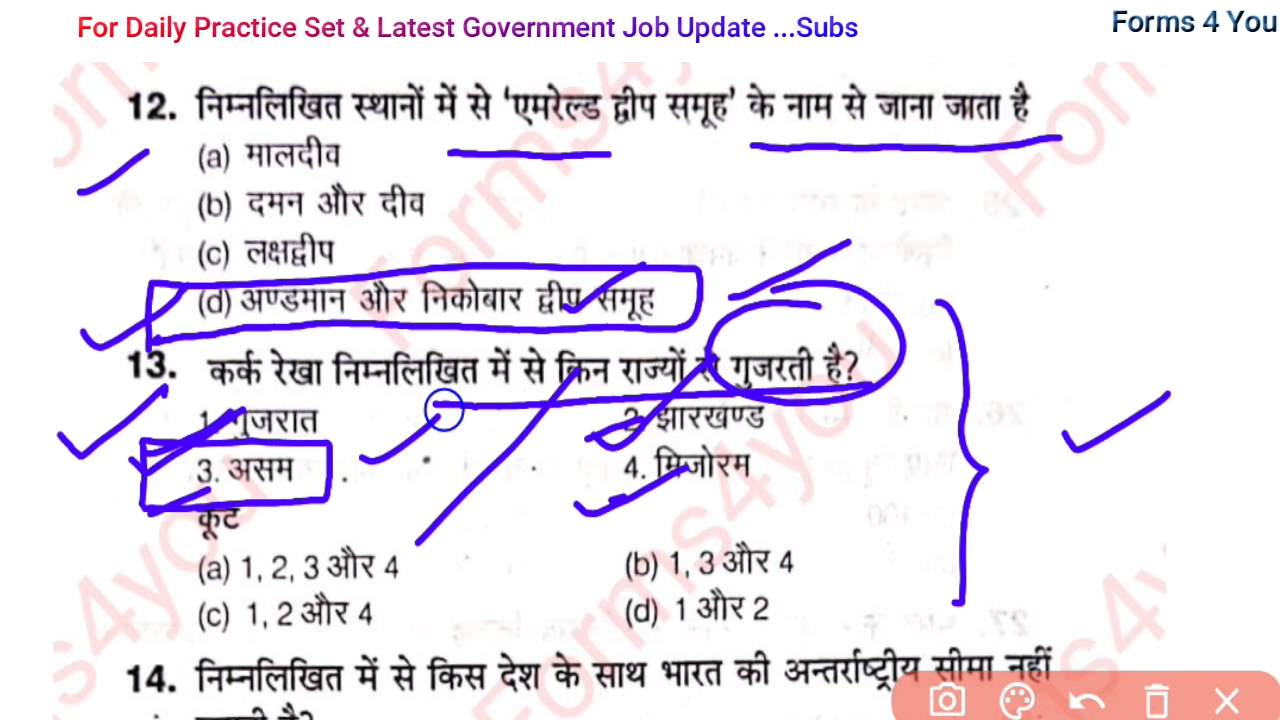 For Daily Practice Set & Latest Government Job Update ...Subs
Forms 4 You
12. निम्नलिखित स्थानों में से 'एमरेल्ड द्वीप समूह' के नाम से जाना जाता है
(a) मालदीव
(b) दमन और दीव
(c) लक्षद्वीप
(d) अण्डमान और निकोबार द्वीप समूह
13. कर्क रेखा निम्नलिखित में से किन राज्यों से गुजरती है?
1. गुजरात 2. झारखण्ड
3. असम 4. मिजोरम
कूट
(a) 1, 2, 3 और 4 (b) 1, 3 और 4
(c) 1, 2 और 4 (d) 1 और 2
14. निम्नलिखित में से किस देश के साथ भारत की अन्तर्राष्ट्रीय सीमा नहीं